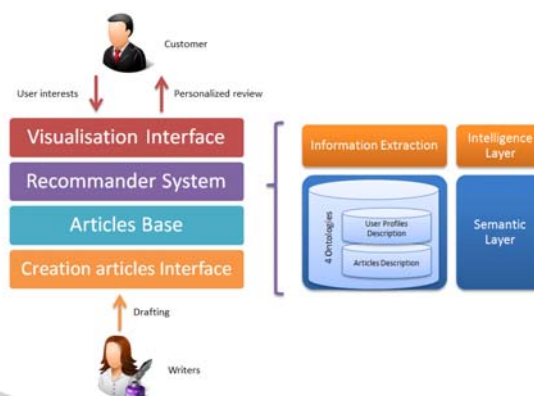 Customer
User interests
Personalized review
Visualisation Interface
Recommander System
Articles Base
Creation articles Interface
Drafting
Writers
Information Extraction
Intelligence
Layer
4 Ontologies
User Profiles
Description
Articles Description
Semantic
Layer